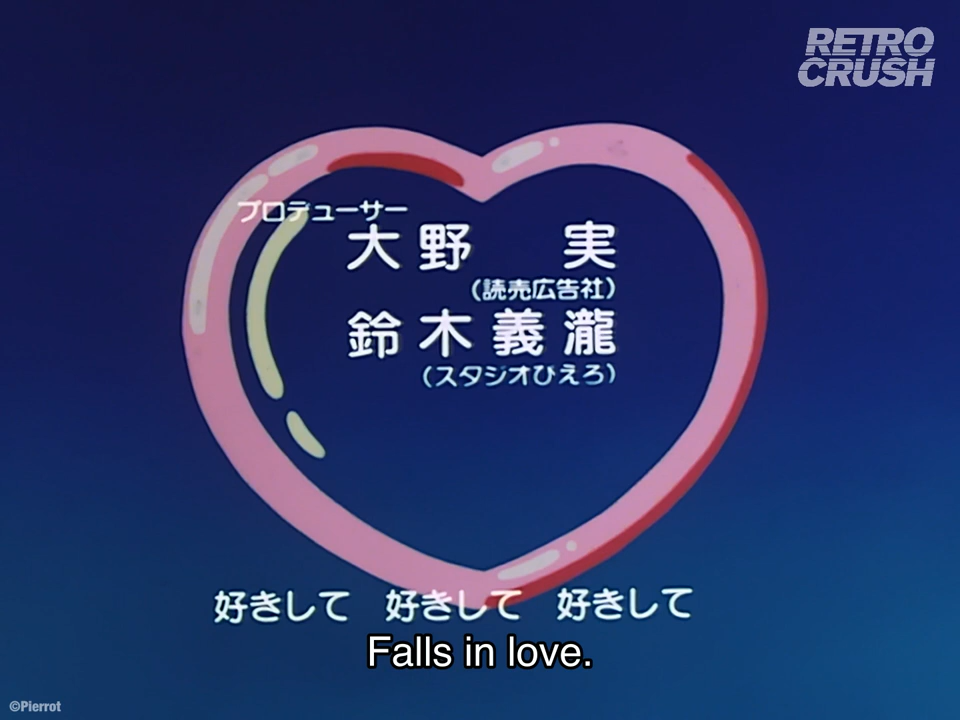 RETRO
CRUSH
プロデューサー
大野 実
(読売広告社)
鈴木義瀧
(スタジオぴえろ)
好きして 好きして 好きして
Falls in love.
©Pierrot